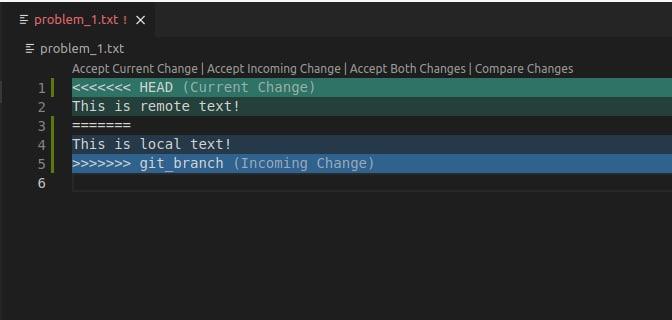 problem_1.txt !
problem_1.txt
Accept Current Change | Accept Incoming Change | Accept Both Changes | Compare Changes
1 <<<<<<< HEAD (Current Change)
2 This is remote text!
3 =======
4 This is local text!
5 >>>>>>> git_branch (Incoming Change)
6